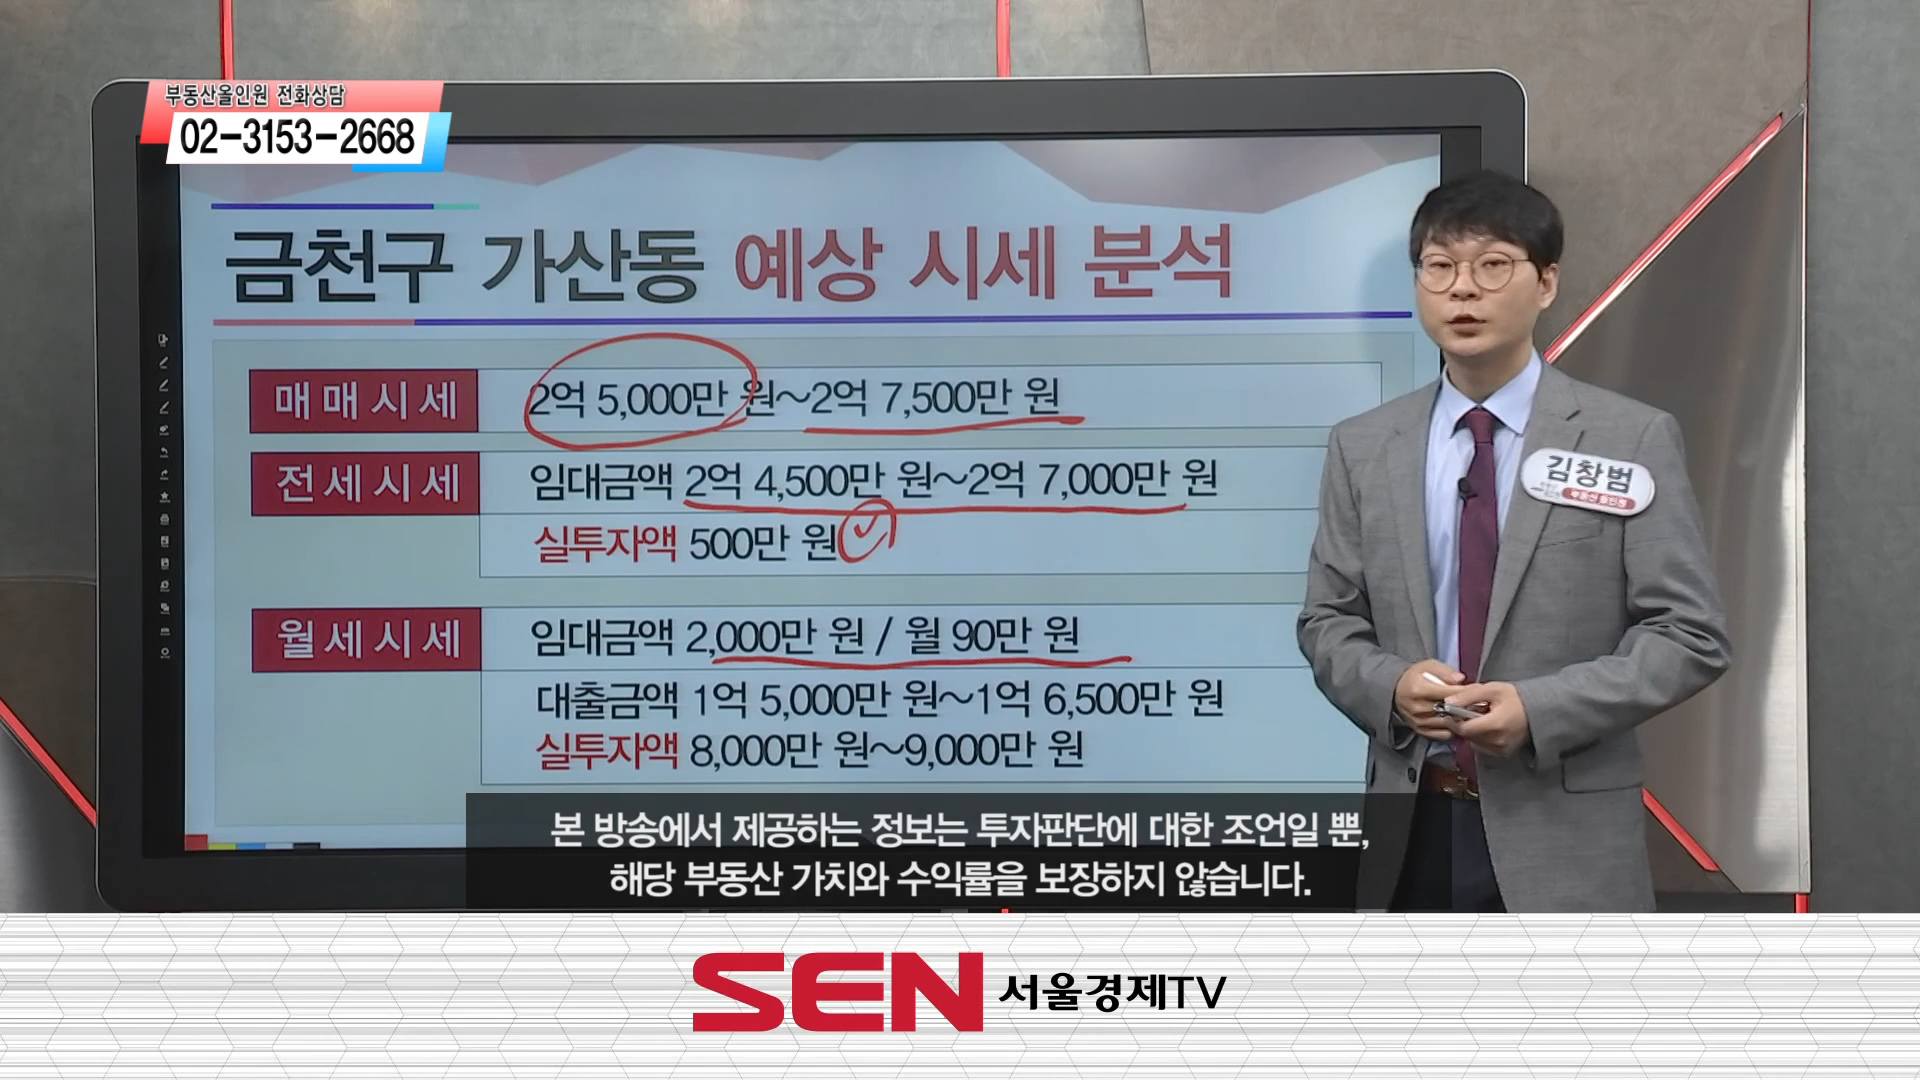 부동산올인원 전화상담
02-3153-2668
금천구 가산동 예상 시세 분석
매매시세
2억 5,000만 원~2억 7,500만 원
전세시세
임대금액 2억 4,500만 원~2억 7,000만 원
실투자액 500만 원
월세시세
임대금액 2,000만 원 / 월 90만 원
대출금액 1억 5,000만 원~1억 6,500만 원
실투자액 8,000만 원~9,000만 원
김창범
부동산 올인원
본 방송에서 제공하는 정보는 투자판단에 대한 조언일 뿐,
해당 부동산 가치와 수익률을 보장하지 않습니다.
SEN 서울경제TV